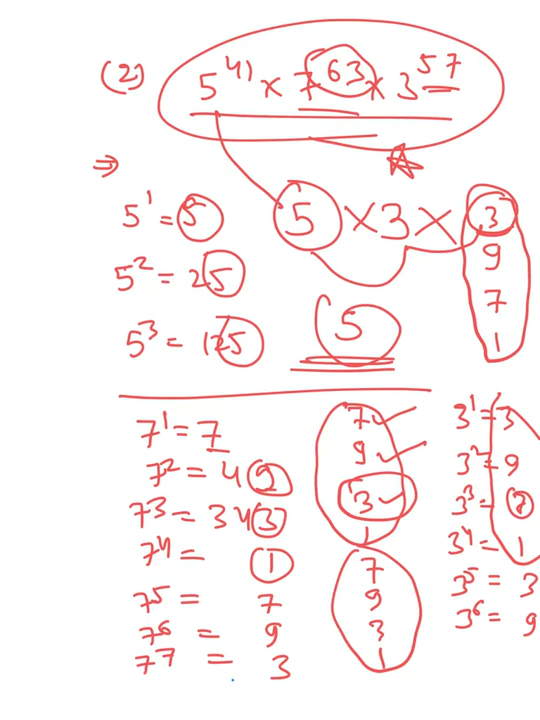 (2) 5^41 × 7^63 × 3^57
⇒
5^1 = 5
5 × 3 × 3
9
7
1
5^2 = 25
5^3 = 125
5
7^1 = 7
7^2 = 49
7^3 = 343
7^4 = 1
7^5 = 7
7^6 = 9
7^7 = 3
7
9
3
1
7
9
3
1
3^1 = 3
3^2 = 9
3^3 = 7
3^4 = 1
3^5 = 3
3^6 = 9